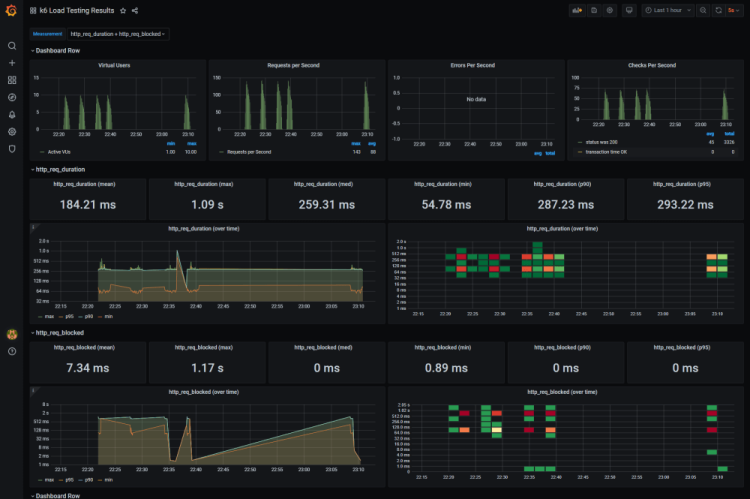 k6 Load Testing Results
Last 1 hour
5s
Measurement http_req_duration + http_req_blocked
Dashboard Row
Virtual Users
15
10
5
0
22:20 22:30 22:40 22:50 23:00 23:10
min max
Active VUs 1.00 10.00
Requests per Second
150
100
50
0
22:20 22:30 22:40 22:50 23:00 23:10
max avg
Requests per Second 143 88
Errors Per Second
1.0
0.5
0
-0.5
-1.0
No data
22:20 22:30 22:40 22:50 23:00 23:10
avg total
Checks Per Second
100
75
50
25
0
22:20 22:30 22:40 22:50 23:00 23:10
avg total
status was 200 45 3326
transaction time OK 0 0
http_req_duration
http_req_duration (mean)
184.21 ms
http_req_duration (max)
1.09 s
http_req_duration (med)
259.31 ms
http_req_duration (min)
54.78 ms
http_req_duration (p90)
287.23 ms
http_req_duration (p95)
293.22 ms
http_req_duration (over time)
2.0 s
1.0 s
512 ms
256 ms
128 ms
64 ms
32 ms
22:15 22:20 22:25 22:30 22:35 22:40 22:45 22:50 22:55 23:00 23:05 23:10
max p95 p90 min
http_req_duration (over time)
2.0 s
1.0 s
512 ms
256 ms
128 ms
64 ms
32 ms
16 ms
8 ms
4 ms
2 ms
1 ms
22:15 22:20 22:25 22:30 22:35 22:40 22:45 22:50 22:55 23:00 23:05 23:10
http_req_blocked
http_req_blocked (mean)
7.34 ms
http_req_blocked (max)
1.17 s
http_req_blocked (med)
0 ms
http_req_blocked (min)
0.89 ms
http_req_blocked (p90)
0 ms
http_req_blocked (p95)
0 ms
http_req_blocked (over time)
8 s
2 s
512 ms
128 ms
32 ms
8 ms
2 ms
1 ms
22:15 22:20 22:25 22:30 22:35 22:40 22:45 22:50 22:55 23:00 23:05 23:10
max p95 p90 min
http_req_blocked (over time)
512.0 ms
256.0 ms
128.0 ms
64.0 ms
32.0 ms
16.0 ms
8.0 ms
4.0 ms
2.0 ms
1.0 ms
0
22:15 22:20 22:25 22:30 22:35 22:40 22:45 22:50 22:55 23:00 23:05 23:10
Dashboard Row